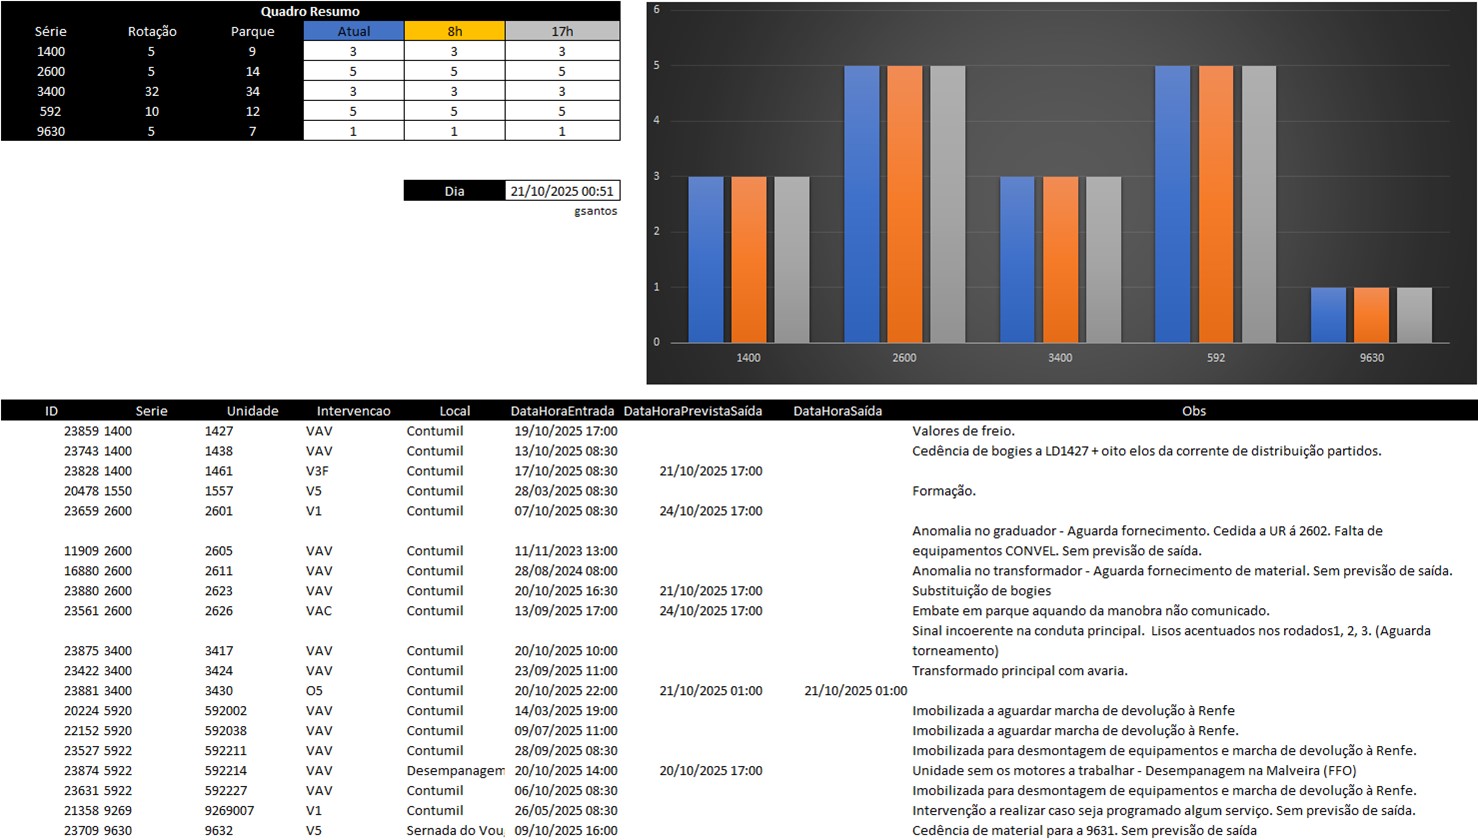 Quadro Resumo
Série Rotação Parque Atual 8h 17h
1400 5 9 3 3 3
2600 5 14 5 5 5
3400 32 34 3 3 3
592 10 12 5 5 5
9630 5 7 1 1 1
Dia 21/10/2025 00:51
gsantos
6
5
4
3
2
1
0
1400 2600 3400 592 9630
ID Serie Unidade Intervencao Local DataHoraEntrada DataHoraPrevistaSaída DataHoraSaída Obs
23859 1400 1427 VAV Contumil 19/10/2025 17:00 Valores de freio.
23743 1400 1438 VAV Contumil 13/10/2025 08:30 Cedência de bogies a LD1427 + oito elos da corrente de distribuição partidos.
23828 1400 1461 V3F Contumil 17/10/2025 08:30 21/10/2025 17:00
20478 1550 1557 V5 Contumil 28/03/2025 08:30 Formação.
23659 2600 2601 V1 Contumil 07/10/2025 08:30 24/10/2025 17:00
Anomalia no graduador - Aguarda fornecimento. Cedida a UR á 2602. Falta de
11909 2600 2605 VAV Contumil 11/11/2023 13:00 equipamentos CONVEL. Sem previsão de saída.
16880 2600 2611 VAV Contumil 28/08/2024 08:00 Anomalia no transformador - Aguarda fornecimento de material. Sem previsão de saída.
23880 2600 2623 VAV Contumil 20/10/2025 16:30 21/10/2025 17:00 Substituição de bogies
23561 2600 2626 VAC Contumil 13/09/2025 17:00 24/10/2025 17:00 Embate em parque aquando da manobra não comunicado.
Sinal incoerente na conduta principal.  Lisos acentuados nos rodados1, 2, 3. (Aguarda
23875 3400 3417 VAV Contumil 20/10/2025 10:00 torneamento)
23422 3400 3424 VAV Contumil 23/09/2025 11:00 Transformado principal com avaria.
23881 3400 3430 O5 Contumil 20/10/2025 22:00 21/10/2025 01:00 21/10/2025 01:00
20224 5920 592002 VAV Contumil 14/03/2025 19:00 Imobilizada a aguardar marcha de devolução à Renfe
22152 5920 592038 VAV Contumil 09/07/2025 11:00 Imobilizada a aguardar marcha de devolução à Renfe.
23527 5922 592211 VAV Contumil 28/09/2025 08:30 Imobilizada para desmontagem de equipamentos e marcha de devolução à Renfe.
23874 5922 592214 VAV Desempanagem 20/10/2025 14:00 20/10/2025 17:00 Unidade sem os motores a trabalhar - Desempanagem na Malveira (FFO)
23631 5922 592227 VAV Contumil 06/10/2025 08:30 Imobilizada para desmontagem de equipamentos e marcha de devolução à Renfe.
21358 9269 9269007 V1 Contumil 26/05/2025 08:30 Intervenção a realizar caso seja programado algum serviço. Sem previsão de saída.
23709 9630 9632 V5 Sernada do Vou 09/10/2025 16:00 Cedência de material para a 9631. Sem previsão de saída